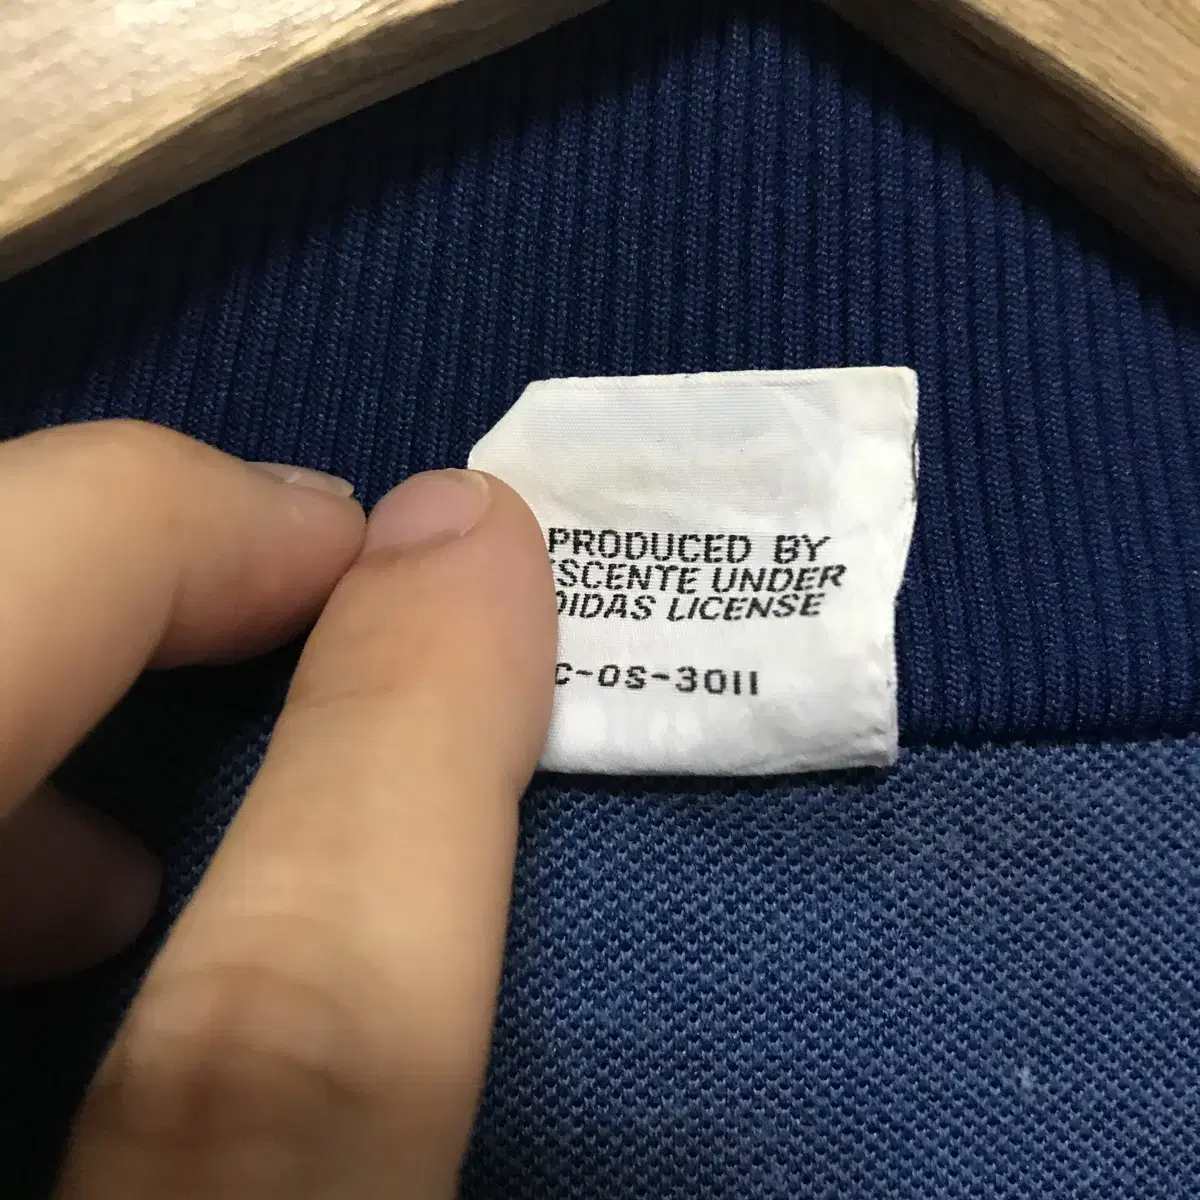 PRODUCED BY
SCENTE UNDER
DIDAS LICENSE
C-OS-3011